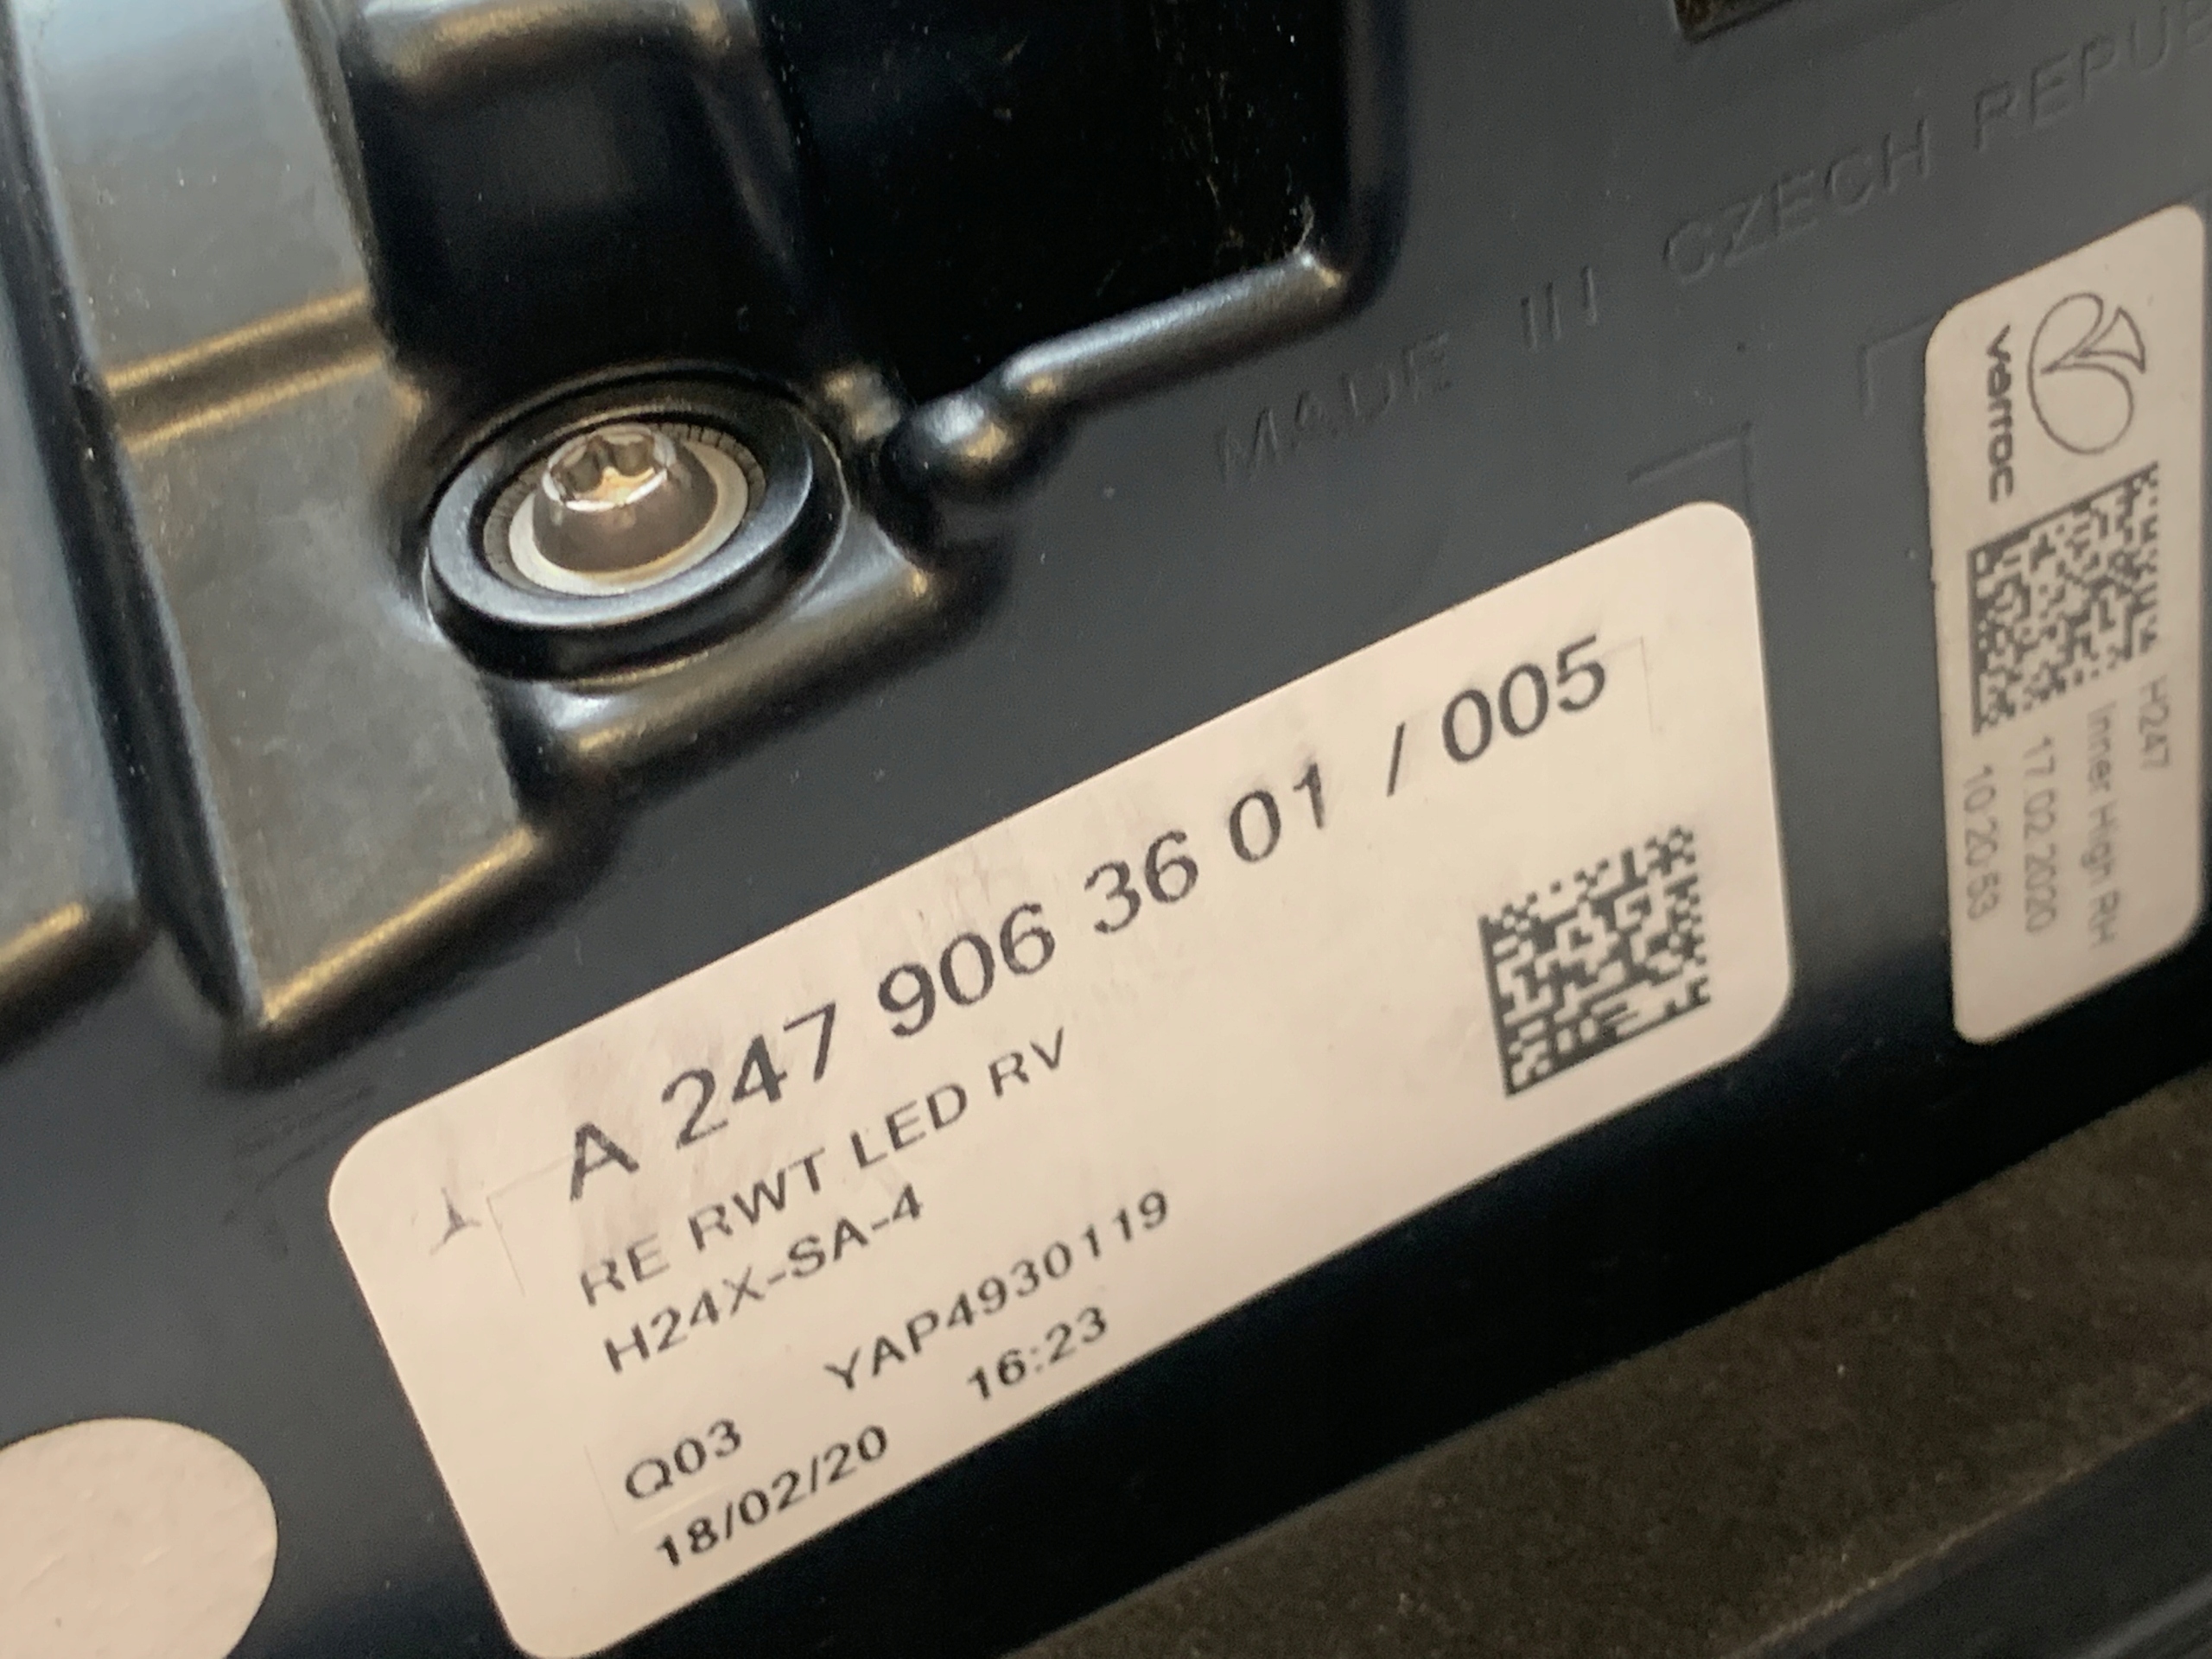 MADE IN CZECH REPUB
A 247 906 36 01 / 005
RE RWT LED RV
H24X-SA-4
Q03 YAP4930119
18/02/20 16:23
varroc
H247
Inner High RH
17.02.2020
10:20:53